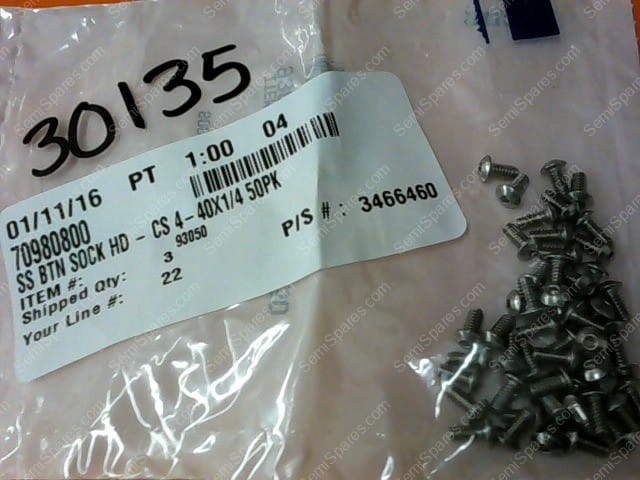 30135
01/11/16 PT 1:00 04
70980800
SS BTN SOCK HD - CS 4-40X1/4 50PK
ITEM #: 93050
Shipped Qty: 3
Your Line #: 22
P/S # : 3466460
SemiSpares.com